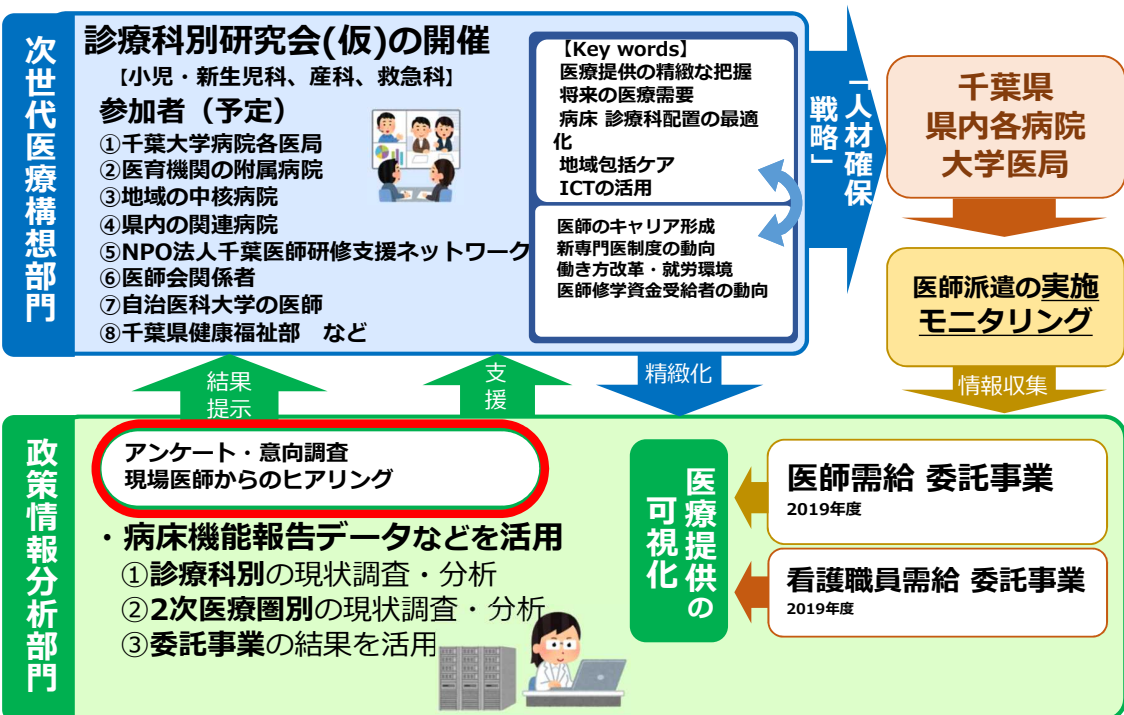 次世代医療構想部門
診療科別研究会(仮)の開催
【小児・新生児科、産科、救急科】
参加者（予定）
①千葉大学病院各医局
②医育機関の附属病院
③地域の中核病院
④県内の関連病院
⑤NPO法人千葉医師研修支援ネットワーク
⑥医師会関係者
⑦自治医科大学の医師
⑧千葉県健康福祉部　など
【Key words】
医療提供の精緻な把握
将来の医療需要
病床 診療科配置の最適
化
地域包括ケア
ICTの活用
医師のキャリア形成
新専門医制度の動向
働き方改革・就労環境
医師修学資金受給者の動向
「人材確保
戦略」
千葉県
県内各病院
大学医局
医師派遣の実施
モニタリング
結果
提示
支援
精緻化
情報収集
政策情報分析部門
アンケート・意向調査
現場医師からのヒアリング
・病床機能報告データなどを活用
①診療科別の現状調査・分析
②2次医療圏別の現状調査・分析
③委託事業の結果を活用
医療提供の
可視化
医師需給 委託事業
2019年度
看護職員需給 委託事業
2019年度